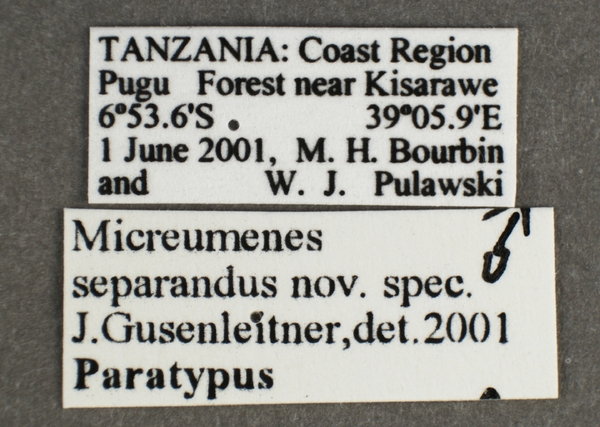 TANZANIA: Coast Region
Pugu Forest near Kisarawe
6°53.6'S 39°05.9'E
1 June 2001, M. H. Bourbin
and W. J. Pulawski
Micreumenes ♂
separandus nov. spec.
J.Gusenleitner,det.2001
Paratypus